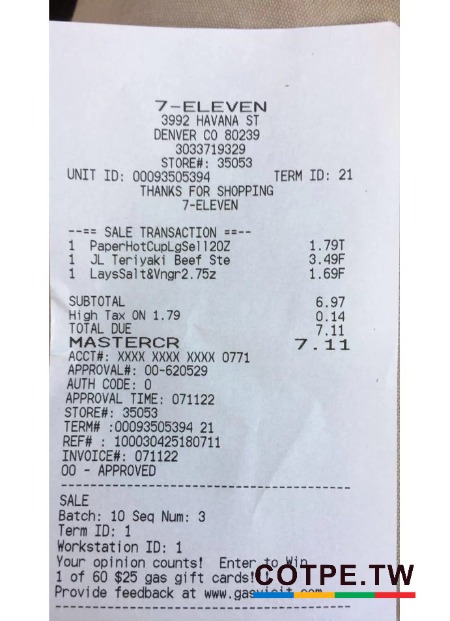 7-ELEVEN
3992 HAVANA ST
DENVER CO 80239
3033719329
STORE#: 35053
UNIT ID: 00093505394 TERM ID: 21
THANKS FOR SHOPPING
7-ELEVEN
--== SALE TRANSACTION ==--
1 PaperHotCupLgSell20Z 1.79T
1 JL Teriyaki Beef Ste 3.49F
1 LaysSalt&Vngr2.75z 1.69F
SUBTOTAL 6.97
High Tax ON 1.79 0.14
TOTAL DUE 7.11
MASTERCR 7.11
ACCT#: XXXX XXXX XXXX 0771
APPROVAL#: 00-620529
AUTH CODE: 0
APPROVAL TIME: 071122
STORE#: 35053
TERM# :00093505394 21
REF# : 100030425180711
INVOICE#: 071122
00 - APPROVED
SALE
Batch: 10 Seq Num: 3
Term ID: 1
Workstation ID: 1
Your opinion counts! Enter to Win
1 of 60 $25 gas gift cards!
Provide feedback at www.gasvisit.com
COTPE.TW